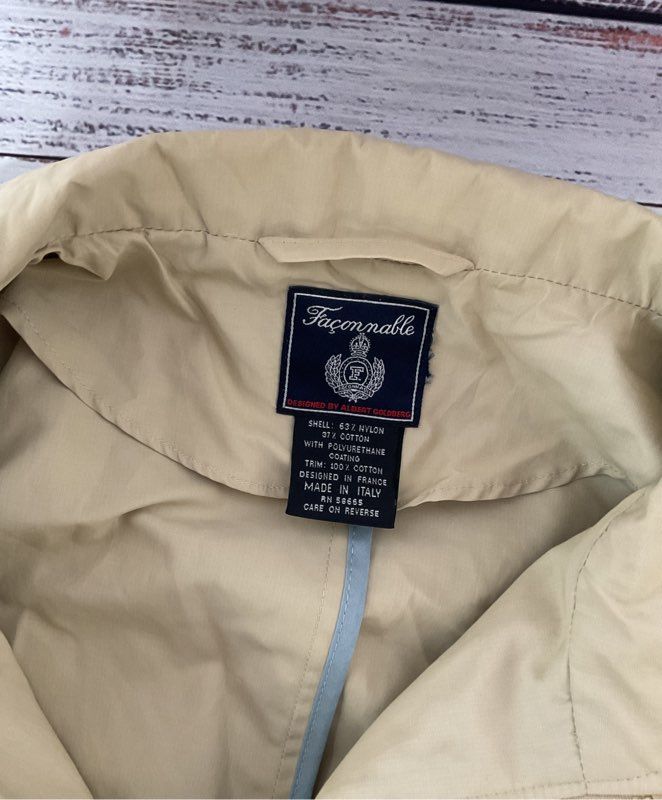 Façonnable
F
DESIGNED BY ALBERT GOLDBERG
SHELL: 63% NYLON
37% COTTON
WITH POLYURETHANE
COATING
TRIM: 100% COTTON
DESIGNED IN FRANCE
MADE IN ITALY
RN 58665
CARE ON REVERSE